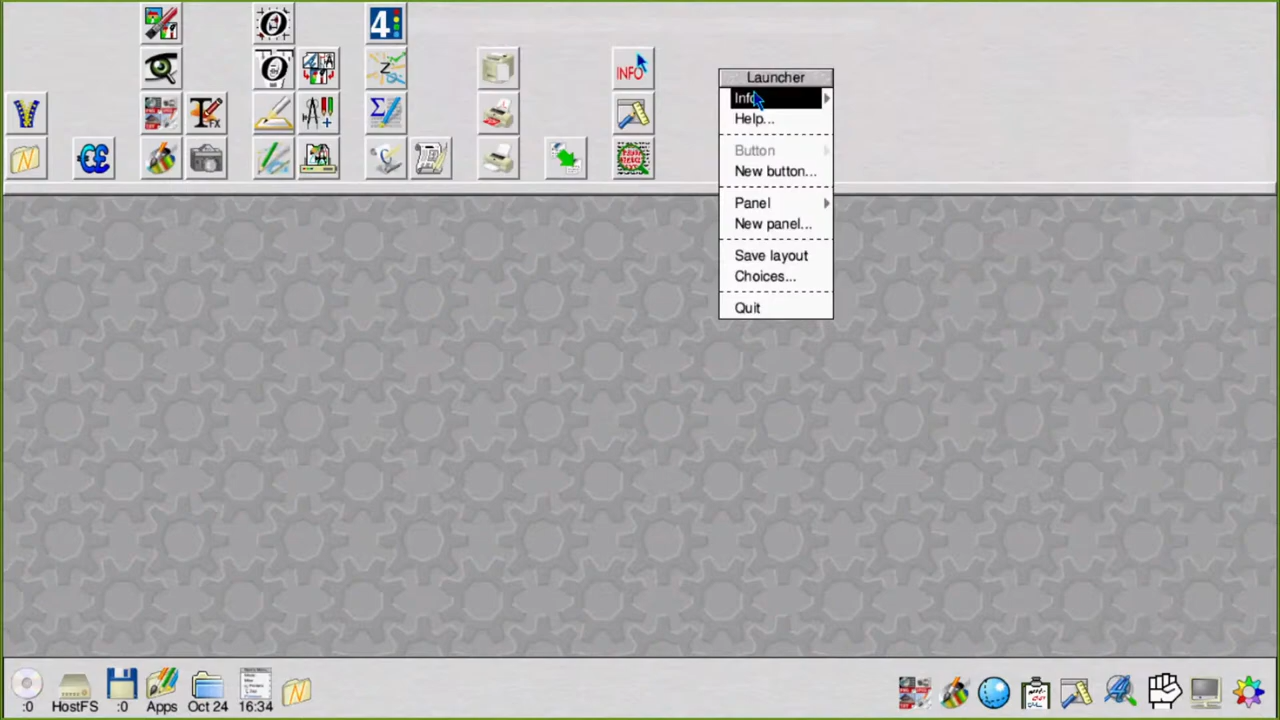 4
INFO
Launcher
Info
Help...
Button
New button...
Panel
New panel...
Save layout
Choices...
Quit
:0 HostFS :0 Apps Oct 24 16:34